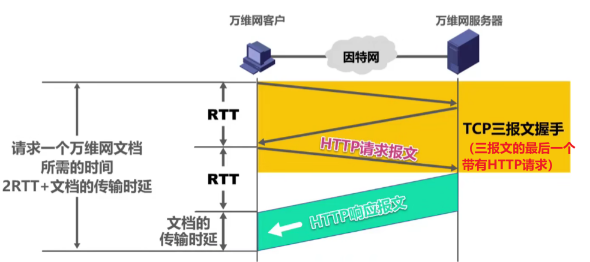 万维网客户
万维网服务器
因特网
RTT
HTTP请求报文
TCP三报文握手
（三报文的最后一个
带有HTTP请求）
请求一个万维网文档
所需的时间
2RTT+文档的传输时延
RTT
HTTP响应报文
文档的
传输时延